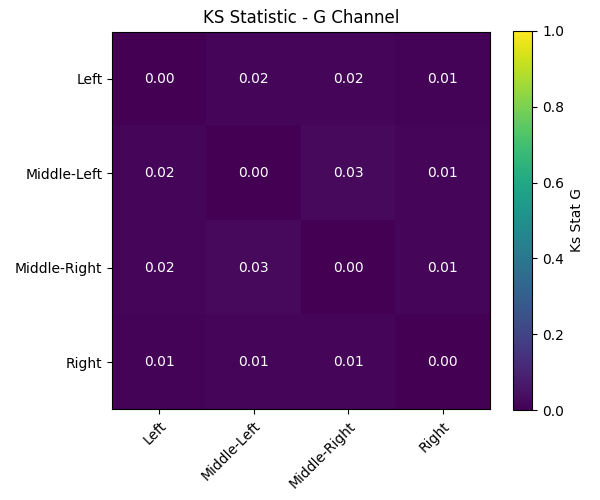 KS Statistic - G Channel
Left 0.00 0.02 0.02 0.01
Middle-Left 0.02 0.00 0.03 0.01
Middle-Right 0.02 0.03 0.00 0.01
Right 0.01 0.01 0.01 0.00
Left Middle-Left Middle-Right Right
1.0
0.8
0.6
0.4
0.2
0.0
Ks Stat G